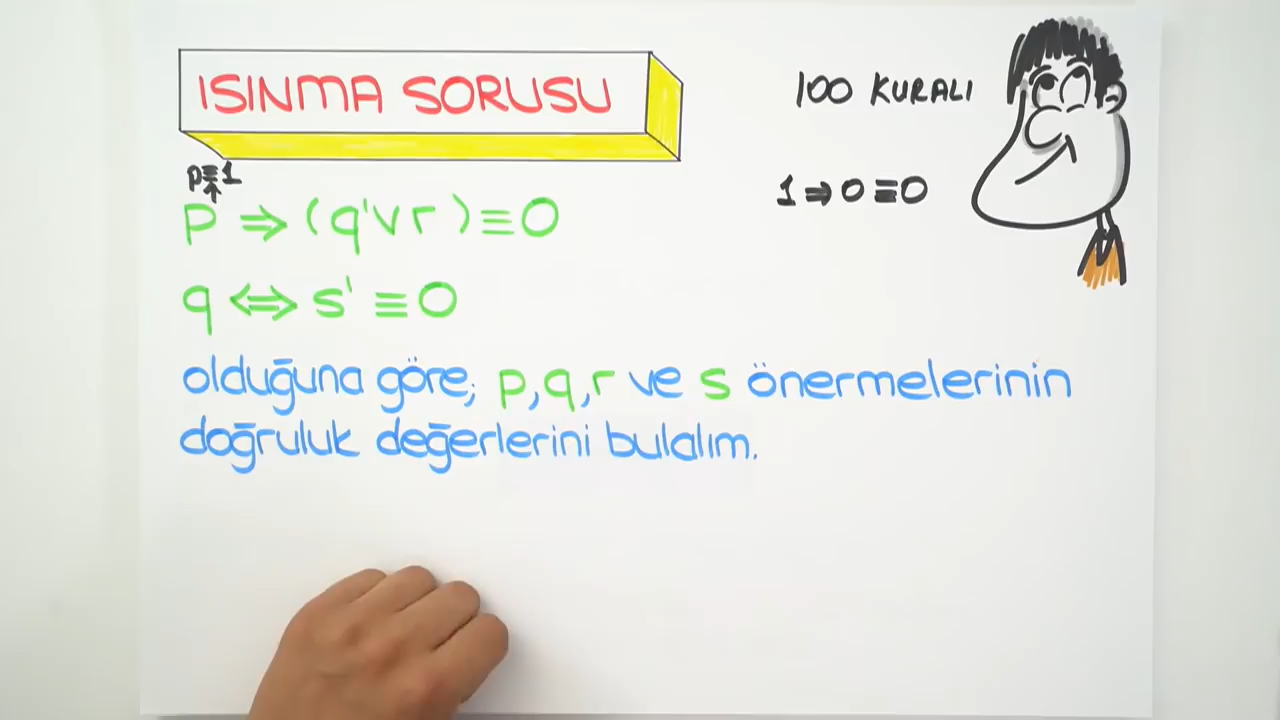 ISINMA SORUSU
100 KURALI
p≡1
1⇒0≡0
p ⇒ (q'∨r)≡0
q ⇔ s' ≡0
olduğuna göre; p,q,r ve s önermelerinin
doğruluk değerlerini bulalım.